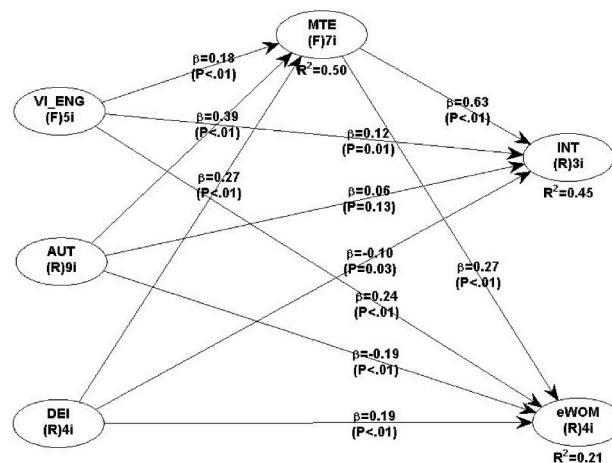 MTE
(F)7i
R²=0.50
β=0.18
(P<.01)
β=0.63
(P<.01)
VI_ENG
(F)5i
β=0.39
(P<.01)
β=0.12
(P=0.01)
INT
(R)3i
R²=0.45
β=0.27
(P<.01)
β=0.06
(P=0.13)
AUT
(R)9i
β=-0.10
(P=0.03)
β=0.27
(P<.01)
β=0.24
(P<.01)
β=-0.19
(P<.01)
DEI
(R)4i
β=0.19
(P<.01)
eWOM
(R)4i
R²=0.21